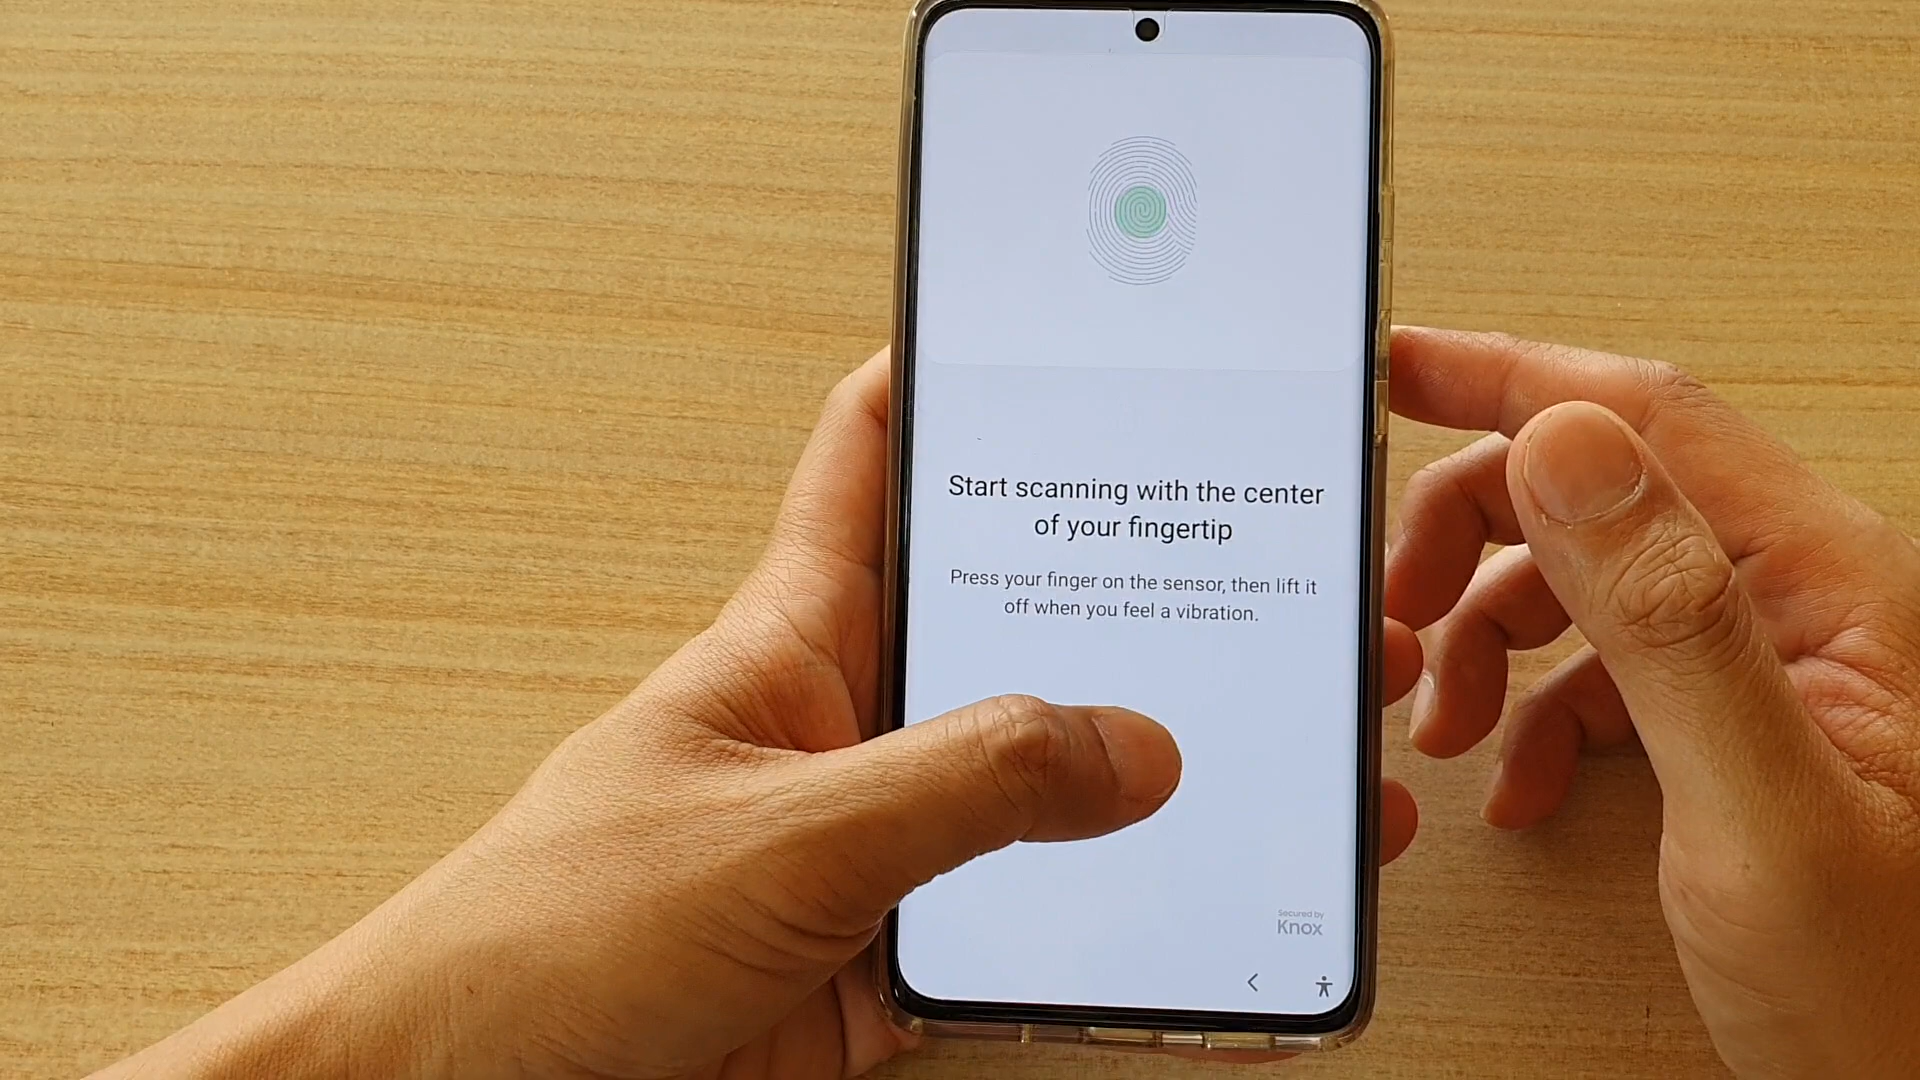 Start scanning with the center
of your fingertip
Press your finger on the sensor, then lift it
off when you feel a vibration.
Secured by
Knox